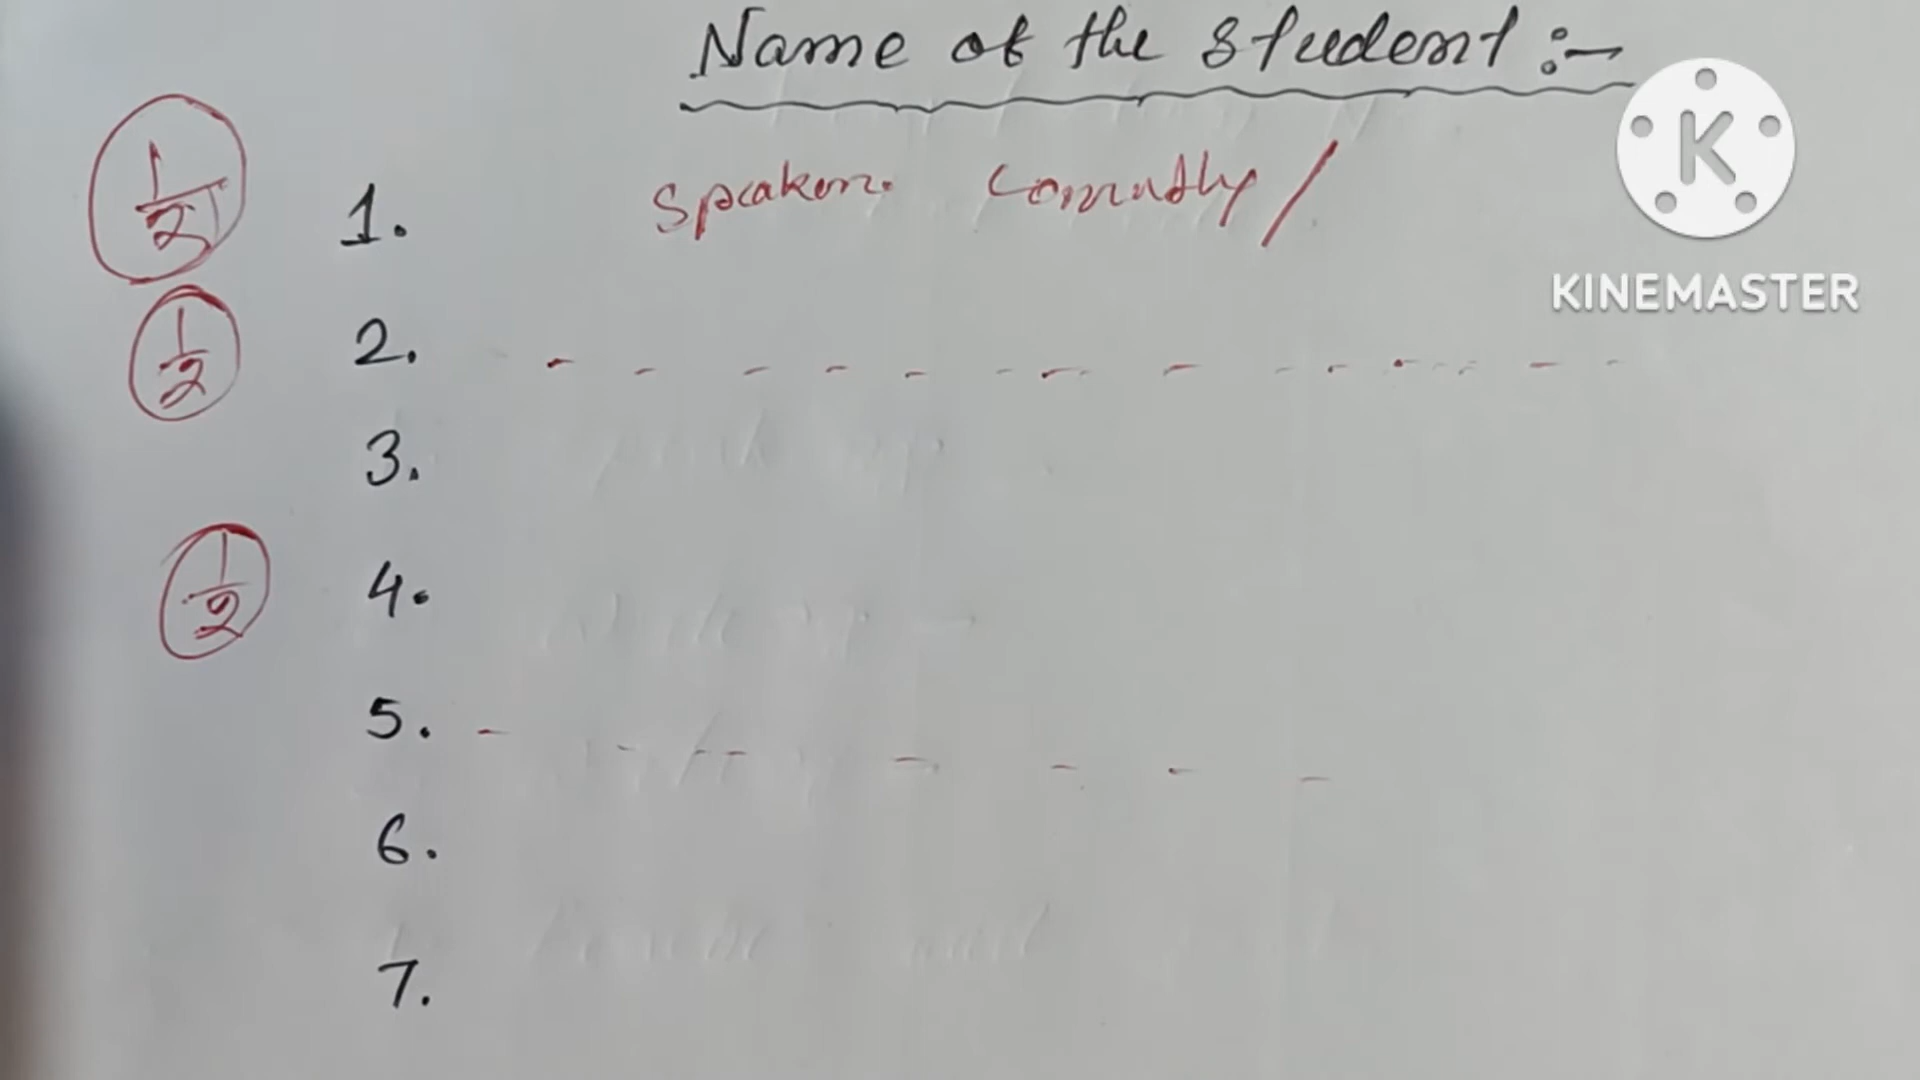 Name of the student :-
1/2 1. Speaker. Correctly /
K
KINEMASTER
1/2 2. - - - - - - - - - - - -
3.
1/2 4.
5. - - - - - - - -
6.
7.